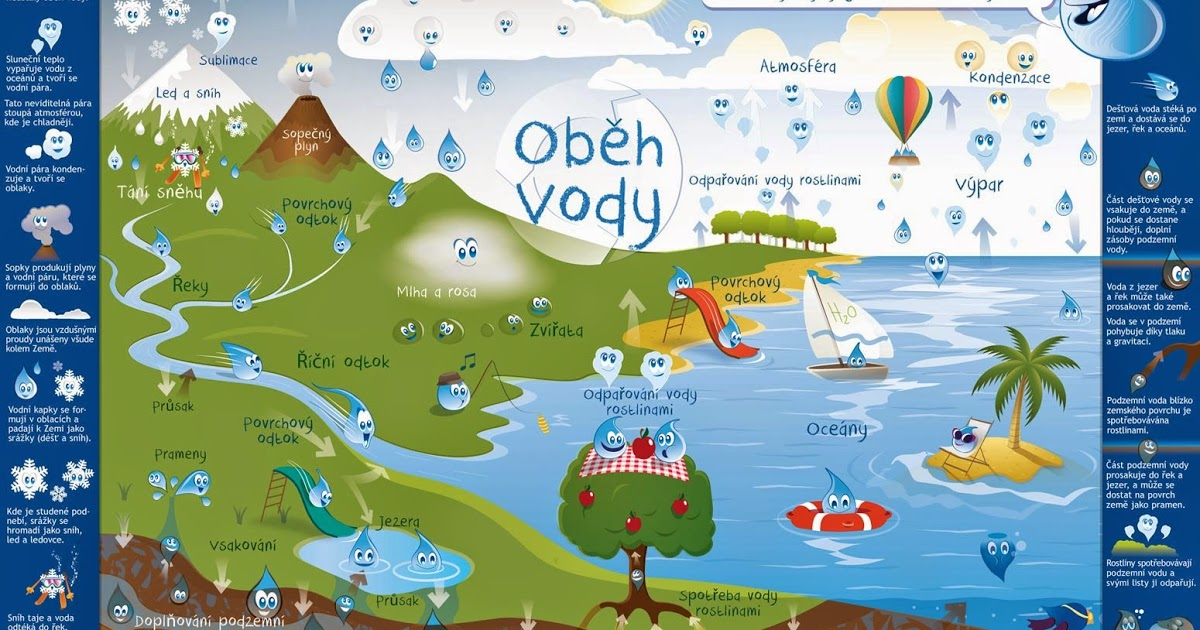 Sluneční teplo
vypařuje vodu z
oceánů a tvoří se
vodní pára.
Tato neviditelná pára
stoupá atmosférou,
kde je chladněji.
Vodní pára konden-
zuje a tvoří se
oblaky.
Sopky produkují plyny
a vodní páru, které se
formují do oblaků.
Oblaky jsou vzdušnými
proudy unášeny všude
kolem Země.
Vodní kapky se for-
mují v oblacích a
padají k Zemi jako
srážky (déšť a sníh).
Kde je studené pod-
nebí, srážky se
hromadí jako sníh,
led a ledovce.
Sníh taje a voda
odtéká do řek,
Sublimace
Led a sníh
Sopečný
plyn
Tání sněhu
Povrchový
odtok
Řeky
Mlha a rosa
Zvířata
Říční odtok
Průsak
Povrchový
odtok
Prameny
Vsakování
Jezera
Průsak
Doplňování podzemní
Oběh
vody
Atmosféra
Kondenzace
Odpařování vody rostlinami
Výpar
Povrchový
odtok
H₂O
Odpařování vody
rostlinami
Oceány
Spotřeba vody
rostlinami
Dešťová voda stéká po
zemi a dostává se do
jezer, řek a oceánů.
Část dešťové vody se
vsakuje do země, a
pokud se dostane
hlouběji, doplní
zásoby podzemní
vody.
Voda z jezer
a řek může také
prosakovat do země.
Voda se v podzemí
pohybuje díky tlaku
a gravitaci.
Podzemní voda blízko
zemského povrchu je
spotřebovávána
rostlinami.
Část podzemní vody
prosakuje do řek a
jezer, a může se
dostat na povrch
země jako pramen.
Rostliny spotřebovávají
podzemní vodu a
svými listy ji odpařují.